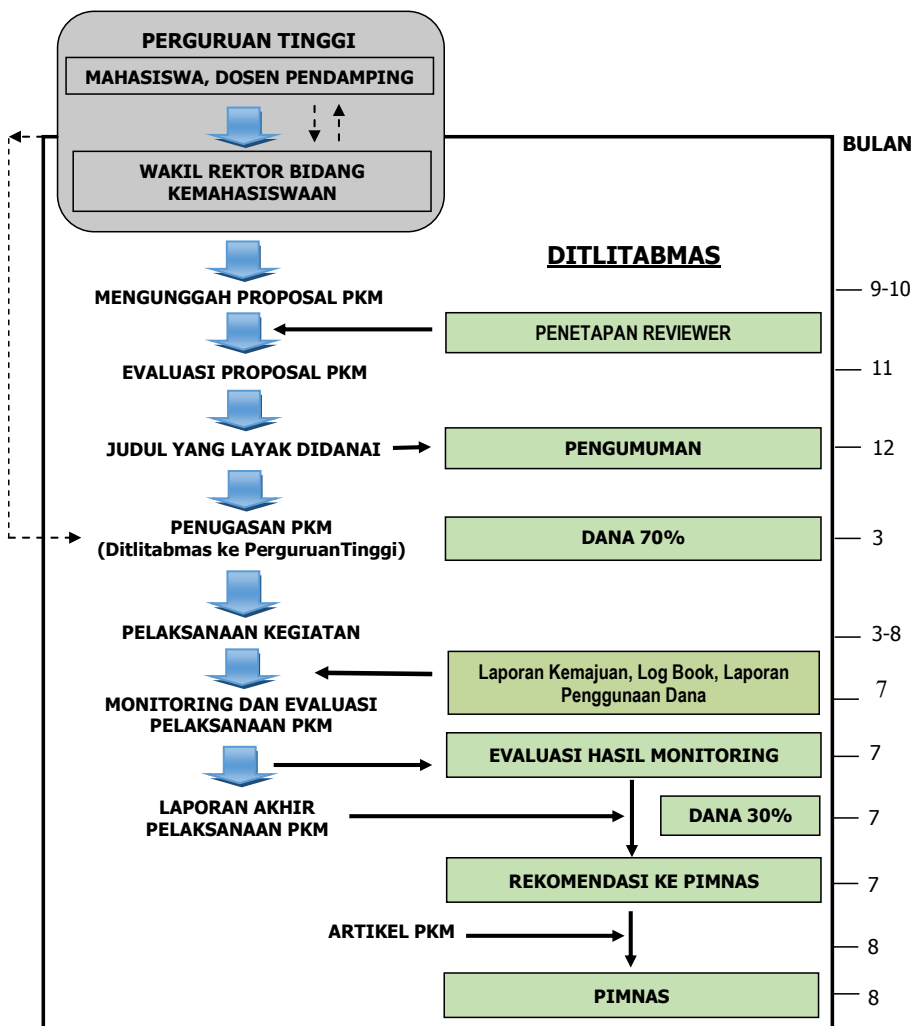 PERGURUAN TINGGI
MAHASISWA, DOSEN PENDAMPING
BULAN
WAKIL REKTOR BIDANG
KEMAHASISWAAN
DITLITABMAS
MENGUNGGAH PROPOSAL PKM
9-10
PENETAPAN REVIEWER
EVALUASI PROPOSAL PKM
11
JUDUL YANG LAYAK DIDANAI
PENGUMUMAN
12
PENUGASAN PKM
(Ditlitabmas ke PerguruanTinggi)
DANA 70%
3
PELAKSANAAN KEGIATAN
3-8
Laporan Kemajuan, Log Book, Laporan
Penggunaan Dana
7
MONITORING DAN EVALUASI
PELAKSANAAN PKM
EVALUASI HASIL MONITORING
7
LAPORAN AKHIR
PELAKSANAAN PKM
DANA 30%
7
REKOMENDASI KE PIMNAS
7
ARTIKEL PKM
8
PIMNAS
8